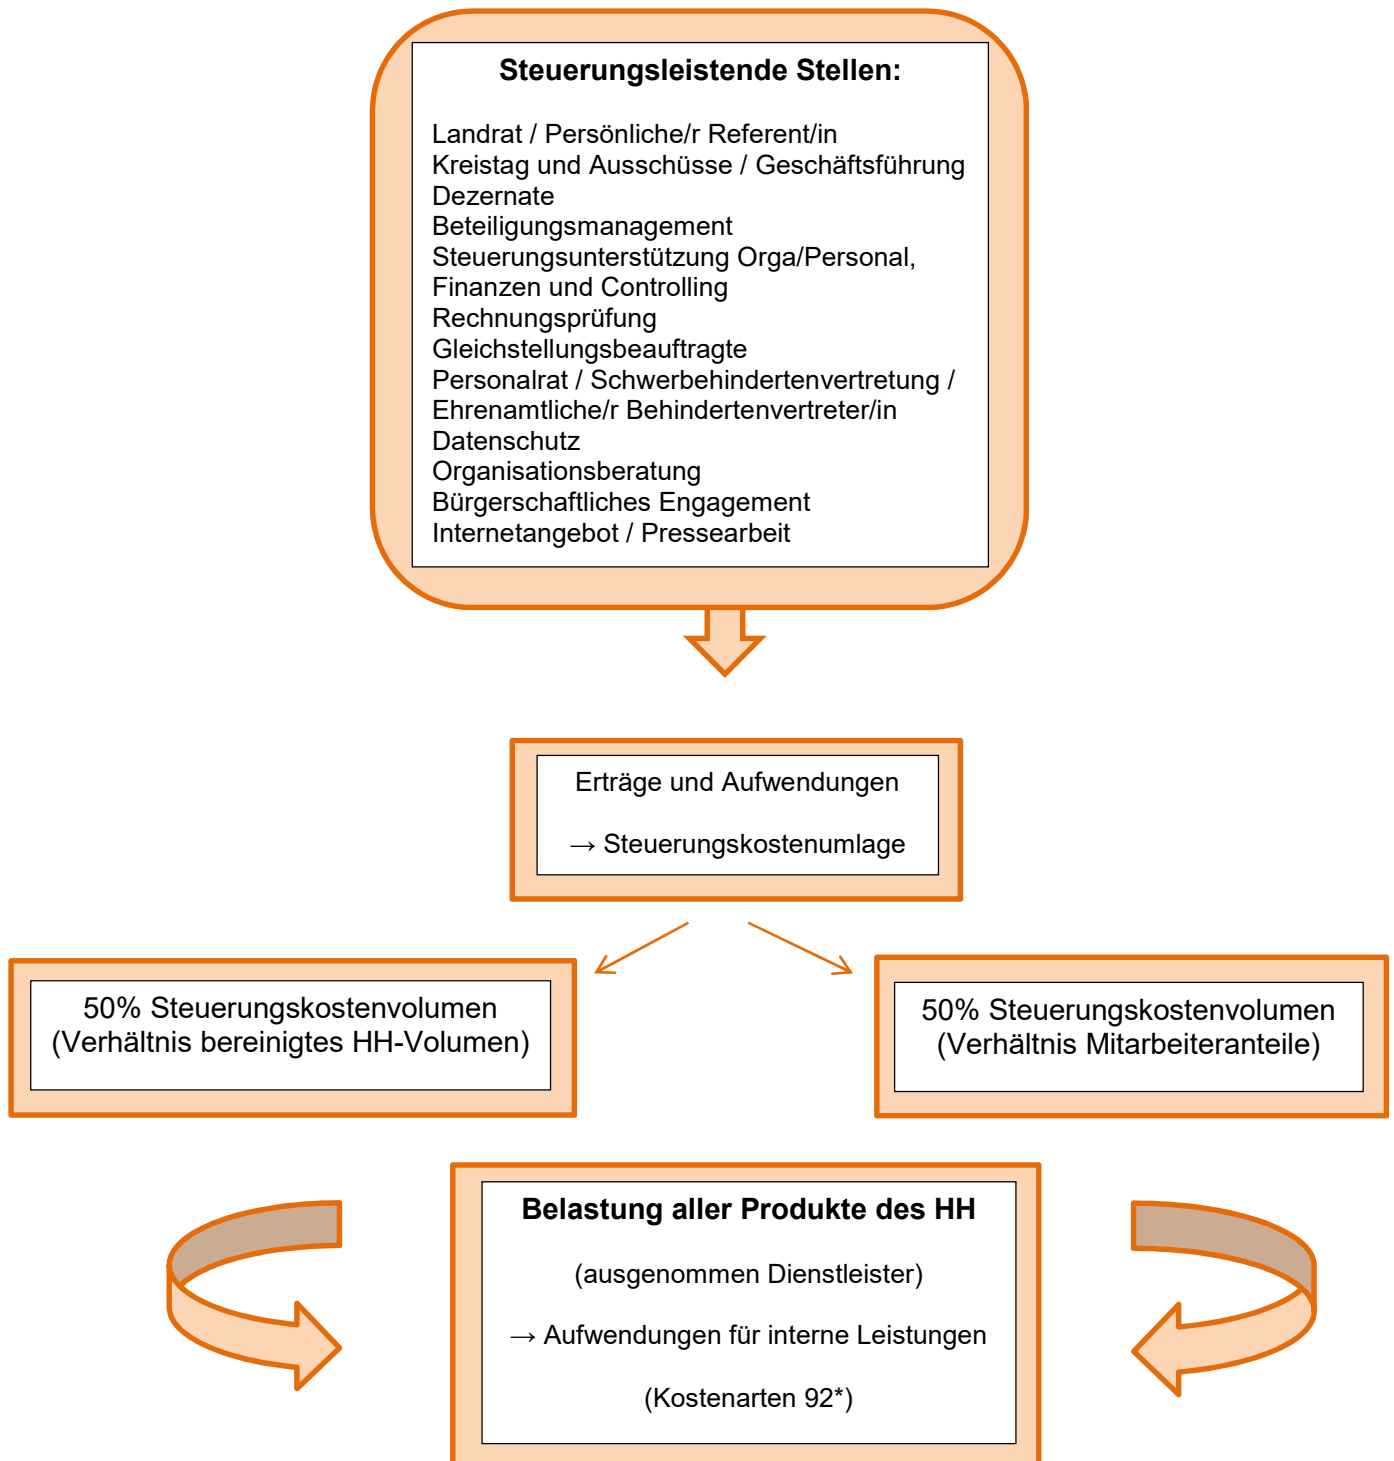 Steuerungsleistende Stellen:
Landrat / Persönliche/r Referent/in
Kreistag und Ausschüsse / Geschäftsführung
Dezernate
Beteiligungsmanagement
Steuerungsunterstützung Orga/Personal,
Finanzen und Controlling
Rechnungsprüfung
Gleichstellungsbeauftragte
Personalrat / Schwerbehindertenvertretung /
Ehrenamtliche/r Behindertenvertreter/in
Datenschutz
Organisationsberatung
Bürgerschaftliches Engagement
Internetangebot / Pressearbeit
Erträge und Aufwendungen
→ Steuerungskostenumlage
50% Steuerungskostenvolumen
(Verhältnis bereinigtes HH-Volumen)
50% Steuerungskostenvolumen
(Verhältnis Mitarbeiteranteile)
Belastung aller Produkte des HH
(ausgenommen Dienstleister)
→ Aufwendungen für interne Leistungen
(Kostenarten 92*)